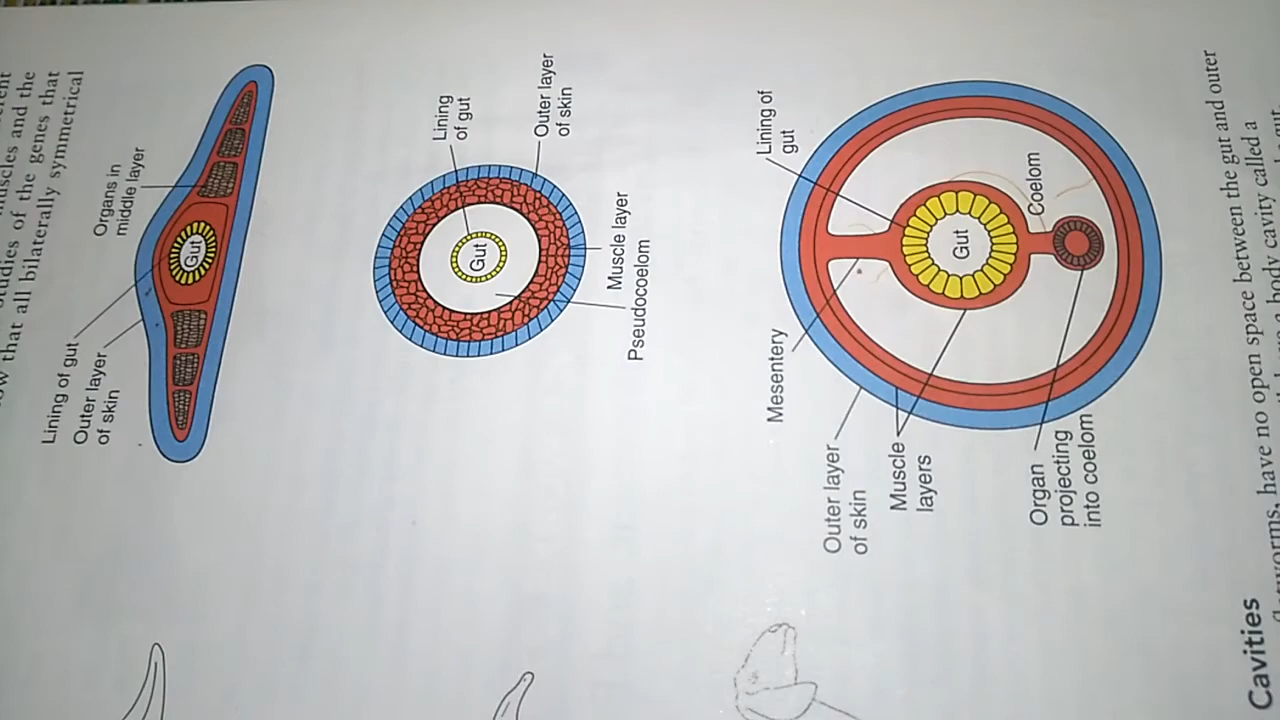 studies of the muscles and the
that all bilaterally symmetrical
Organs in
middle layer
Gut
Lining of gut
Outer layer
of skin
Lining
of gut
Outer layer
of skin
Gut
Muscle layer
Pseudocoelom
Lining of
gut
Coelom
Gut
Mesentery
Outer layer
of skin
Muscle
layers
Organ
projecting
into coelom
Cavities
have no open space between the gut and outer
a body cavity called a